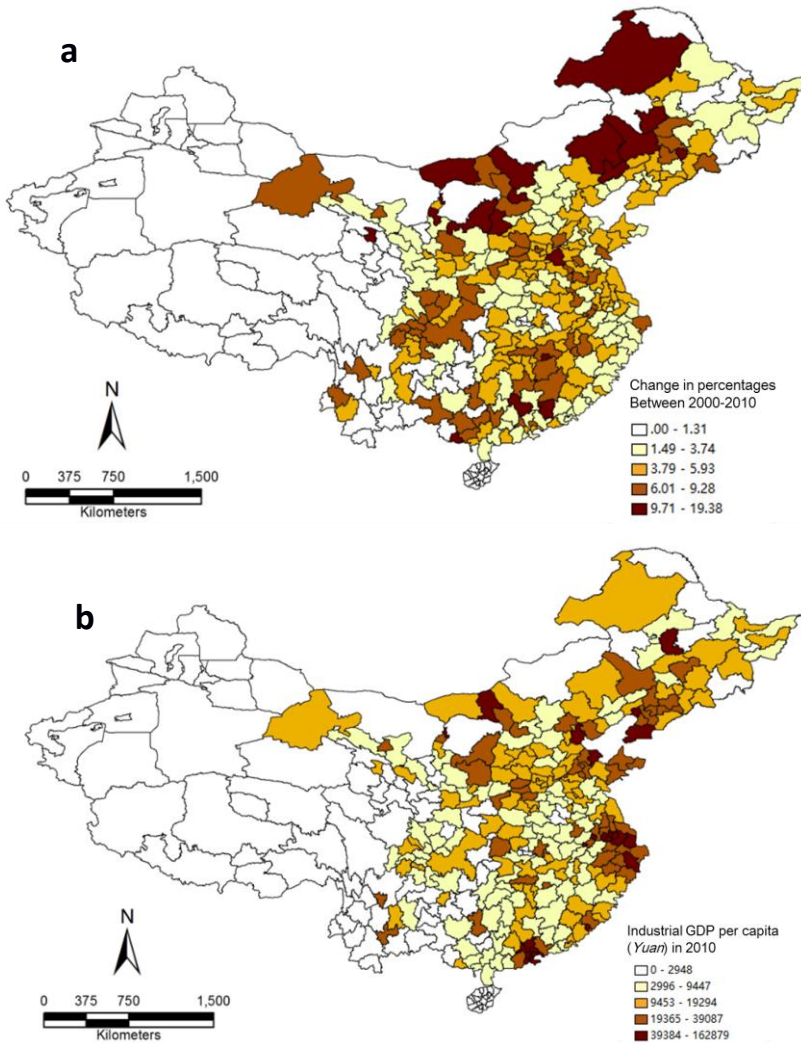 a
Change in percentages
Between 2000-2010
.00 - 1.31
1.49 - 3.74
3.79 - 5.93
6.01 - 9.28
9.71 - 19.38
N
0 375 750 1,500
Kilometers
b
Industrial GDP per capita
(Yuan) in 2010
0 - 2948
2996 - 9447
9453 - 19294
19365 - 39087
39384 - 162879
N
0 375 750 1,500
Kilometers